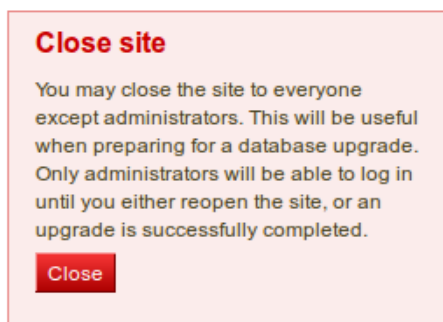 Close site
You may close the site to everyone
except administrators. This will be useful
when preparing for a database upgrade.
Only administrators will be able to log in
until you either reopen the site, or an
upgrade is successfully completed.
Close